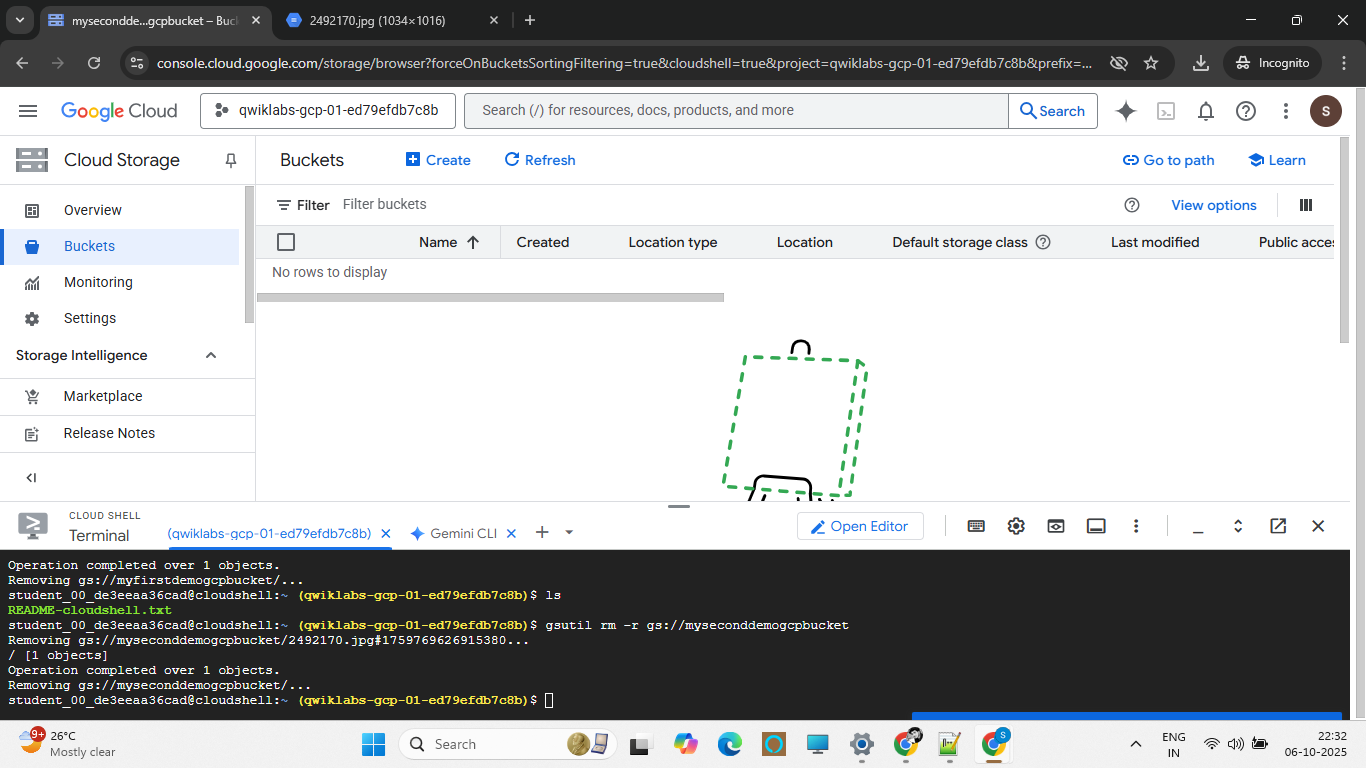 myseconddе...gcpbucket – Buck
2492170.jpg (1034×1016)
console.cloud.google.com/storage/browser?forceOnBucketsSortingFiltering=true&cloudshell=true&project=qwiklabs-gcp-01-ed79efdb7c8b&prefix=...
Incognito
Google Cloud
qwiklabs-gcp-01-ed79efdb7c8b
Search (/) for resources, docs, products, and more
Search
S
Cloud Storage
Buckets
Create
Refresh
Go to path
Learn
Overview
Buckets
Monitoring
Settings
Storage Intelligence
Marketplace
Release Notes
Filter Filter buckets
View options
Name Created Location type Location Default storage class Last modified Public acces
No rows to display
CLOUD SHELL
Terminal
(qwiklabs-gcp-01-ed79efdb7c8b)
Gemini CLI
Open Editor
Operation completed over 1 objects.
Removing gs://myfirstdemogcpbucket/...
student_00_de3eeaa36cad@cloudshell:~ (qwiklabs-gcp-01-ed79efdb7c8b)$ ls
README-cloudshell.txt
student_00_de3eeaa36cad@cloudshell:~ (qwiklabs-gcp-01-ed79efdb7c8b)$ gsutil rm -r gs://myseconddemogcpbucket
Removing gs://myseconddemogcpbucket/2492170.jpg#1759769626915380...
/ [1 objects]
Operation completed over 1 objects.
Removing gs://myseconddemogcpbucket/...
student_00_de3eeaa36cad@cloudshell:~ (qwiklabs-gcp-01-ed79efdb7c8b)$
9+
26°C
Mostly clear
Search
S
ENG
IN
22:32
06-10-2025